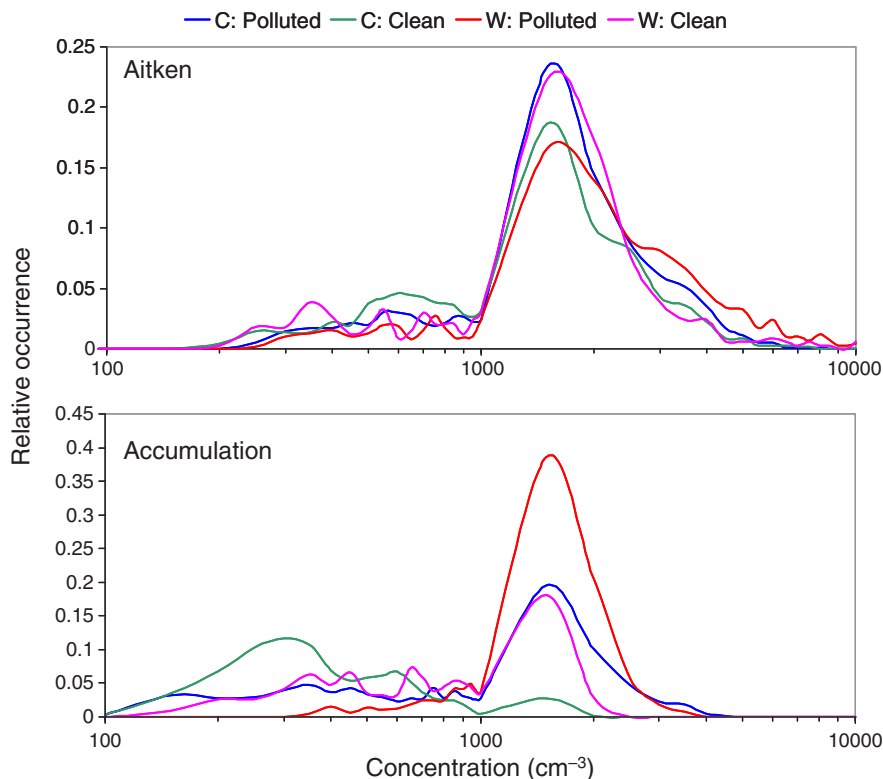 C: Polluted C: Clean W: Polluted W: Clean
0.25
Aitken
0.2
0.15
0.1
0.05
0
100 1000 10000
Relative occurrence
0.45
Accumulation
0.4
0.35
0.3
0.25
0.2
0.15
0.1
0.05
0
100 1000 10000
Concentration (cm⁻³)